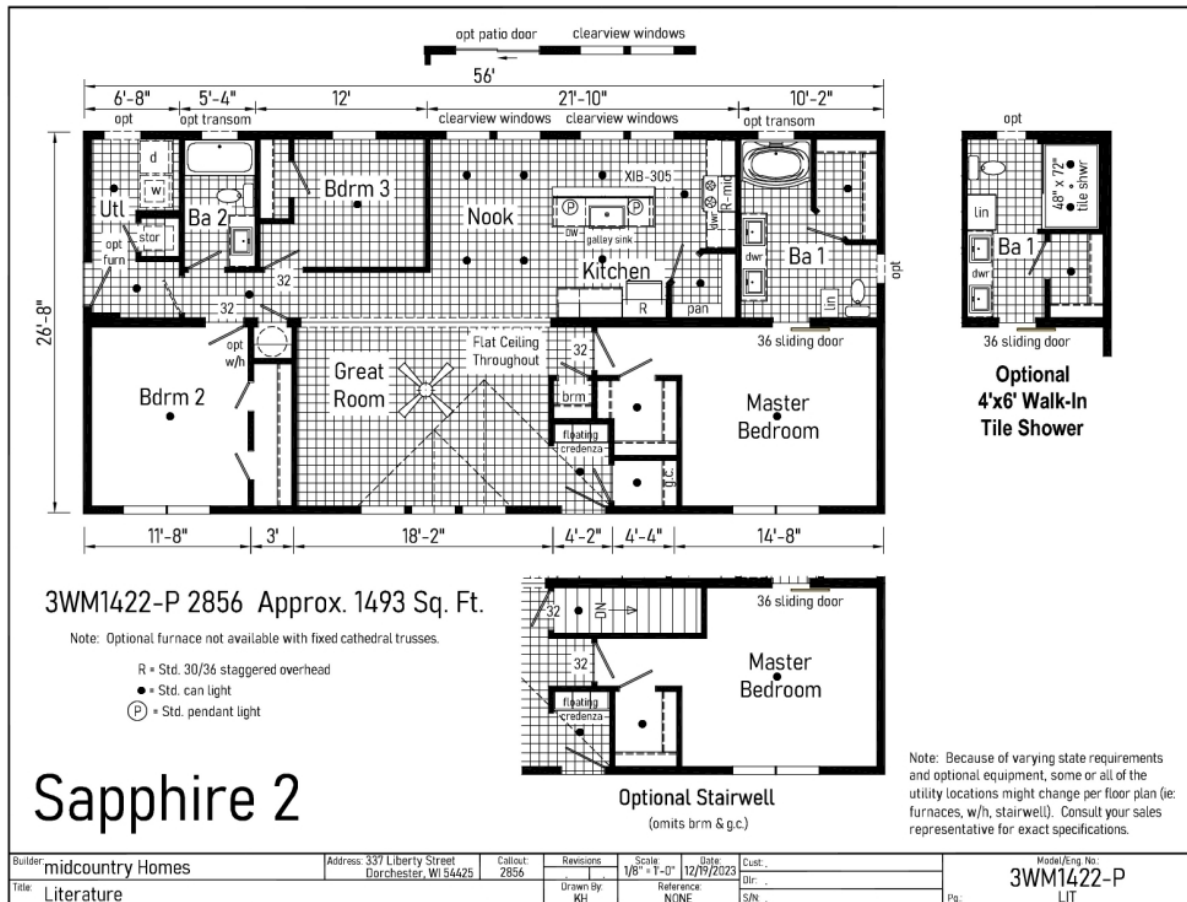 opt patio door
clearview windows
56'
6'-8"
5'-4"
12'
21'-10"
10'-2"
opt
opt transom
clearview windows
clearview windows
opt transom
opt
26'-8"
d
w
Utl
stor
opt
furn
Ba 2
Bdrm 3
Nook
XIB-305
P
P
DW
galley sink
R-mic
dwr
Kitchen
R
pan
dwr
Ba 1
lin
opt
32
32
36 sliding door
opt
w/h
Bdrm 2
Great
Room
Flat Ceiling
Throughout
32
brm
floating
credenza
g.c.
Master
Bedroom
11'-8"
3'
18'-2"
4'-2"
4'-4"
14'-8"
48" x 72"
tile shwr
lin
Ba 1
dwr
36 sliding door
Optional
4'x6' Walk-In
Tile Shower
3WM1422-P 2856 Approx. 1493 Sq. Ft.
Note: Optional furnace not available with fixed cathedral trusses.
R = Std. 30/36 staggered overhead
● = Std. can light
P = Std. pendant light
32
DN
36 sliding door
32
floating
credenza
Master
Bedroom
Optional Stairwell
(omits brm & g.c.)
Sapphire 2
Note: Because of varying state requirements
and optional equipment, some or all of the
utility locations might change per floor plan (ie:
furnaces, w/h, stairwell). Consult your sales
representative for exact specifications.
Builder: midcountry Homes
Address: 337 Liberty Street
Dorchester, WI 54425
Callout:
2856
Revisions
Scale:
1/8" = 1'-0"
Date:
12/19/2023
Cust.: .
Dlr: .
S/N: .
Model/Eng. No.:
3WM1422-P
Title: Literature
Drawn By:
KH
Reference:
NONE
Pg.: LIT